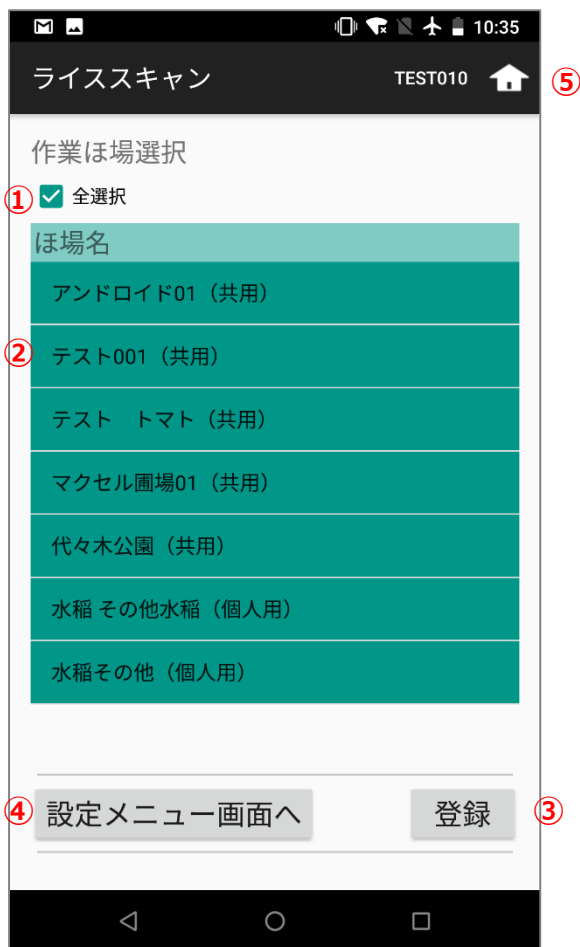 10:35
ライススキャン TEST010 ⑤
作業ほ場選択
① 全選択
ほ場名
アンドロイド01（共用）
② テスト001（共用）
テスト　トマト（共用）
マクセル圃場01（共用）
代々木公園（共用）
水稲 その他水稲（個人用）
水稲その他（個人用）
④ 設定メニュー画面へ 登録 ③